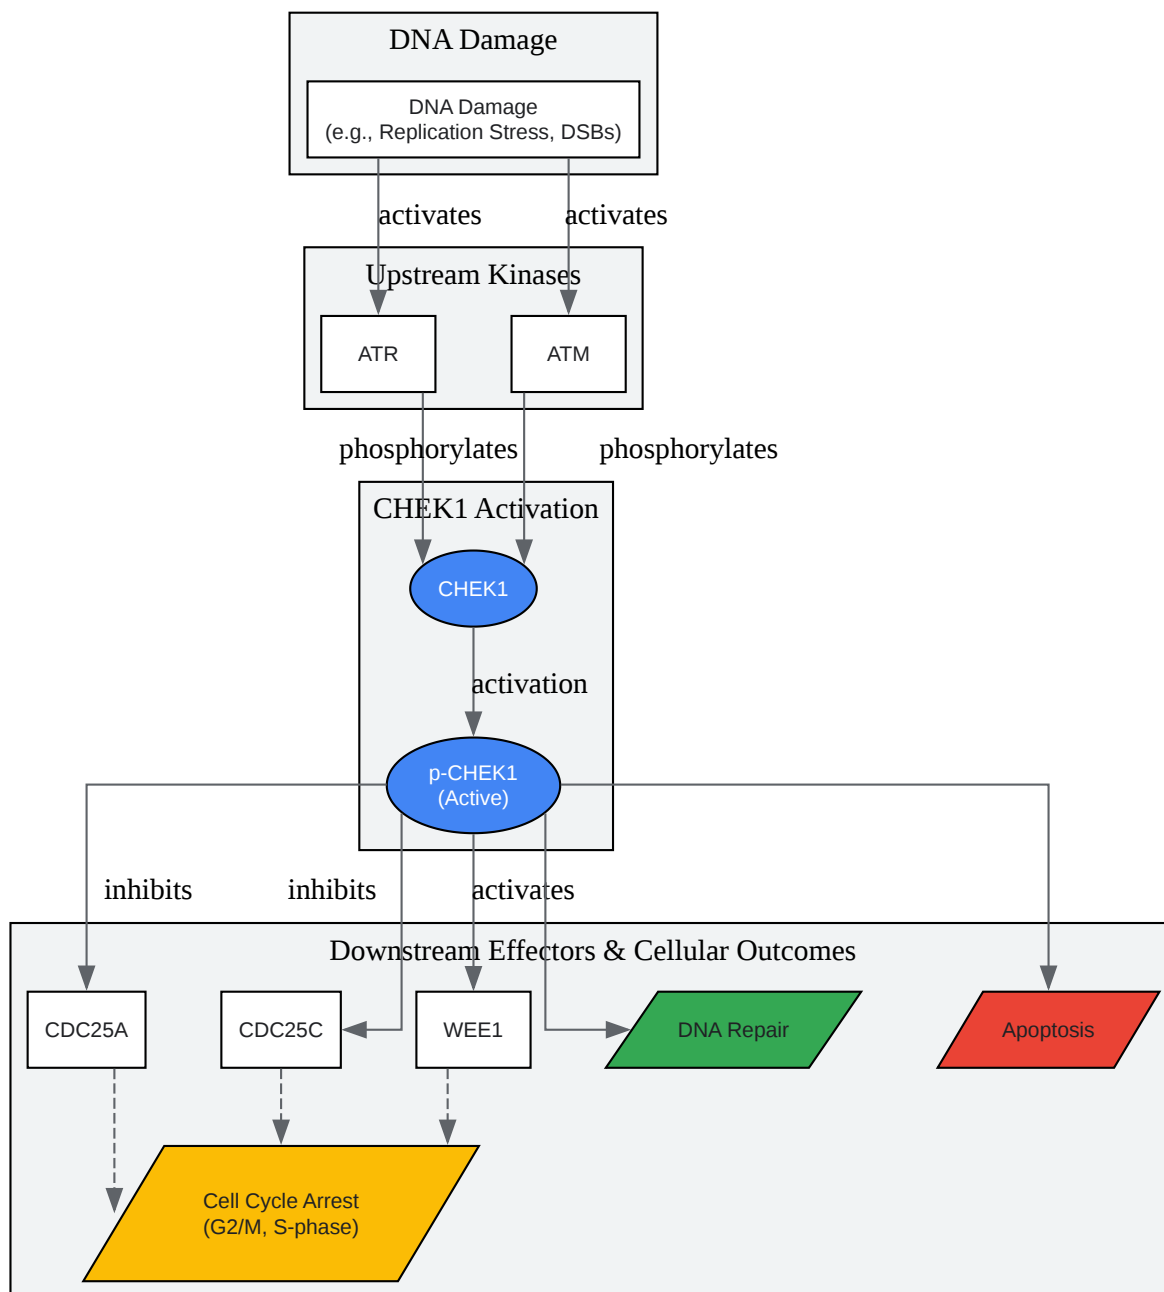 DNA Damage
DNA Damage
(e.g., Replication Stress, DSBs)
activates
activates
Upstream Kinases
ATR
ATM
phosphorylates
phosphorylates
CHEK1 Activation
CHEK1
activation
p-CHEK1
(Active)
inhibits
inhibits
activates
Downstream Effectors & Cellular Outcomes
CDC25A
CDC25C
WEE1
DNA Repair
Apoptosis
Cell Cycle Arrest
(G2/M, S-phase)